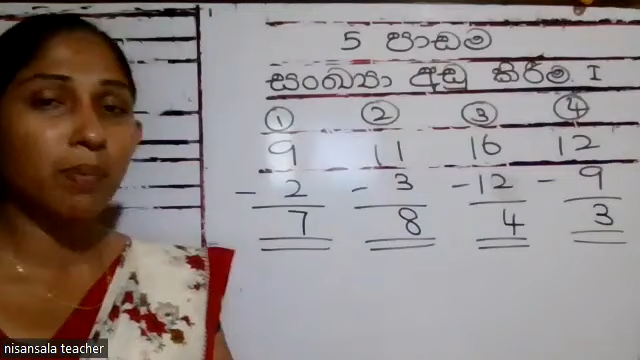 5 පාඩම
සංඛ්‍යා අඩු කිරීම I
① ② ③ ④
9 11 16 12
- 2 - 3 - 12 - 9
7 8 4 3
nisansala teacher